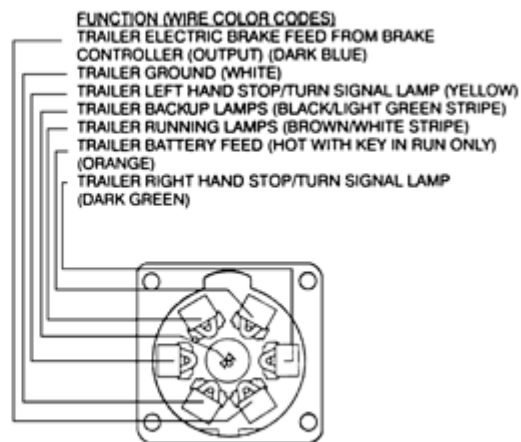 FUNCTION (WIRE COLOR CODES)
TRAILER ELECTRIC BRAKE FEED FROM BRAKE
CONTROLLER (OUTPUT) (DARK BLUE)
TRAILER GROUND (WHITE)
TRAILER LEFT HAND STOP/TURN SIGNAL LAMP (YELLOW)
TRAILER BACKUP LAMPS (BLACK/LIGHT GREEN STRIPE)
TRAILER RUNNING LAMPS (BROWN/WHITE STRIPE)
TRAILER BATTERY FEED (HOT WITH KEY IN RUN ONLY)
(ORANGE)
TRAILER RIGHT HAND STOP/TURN SIGNAL LAMP
(DARK GREEN)